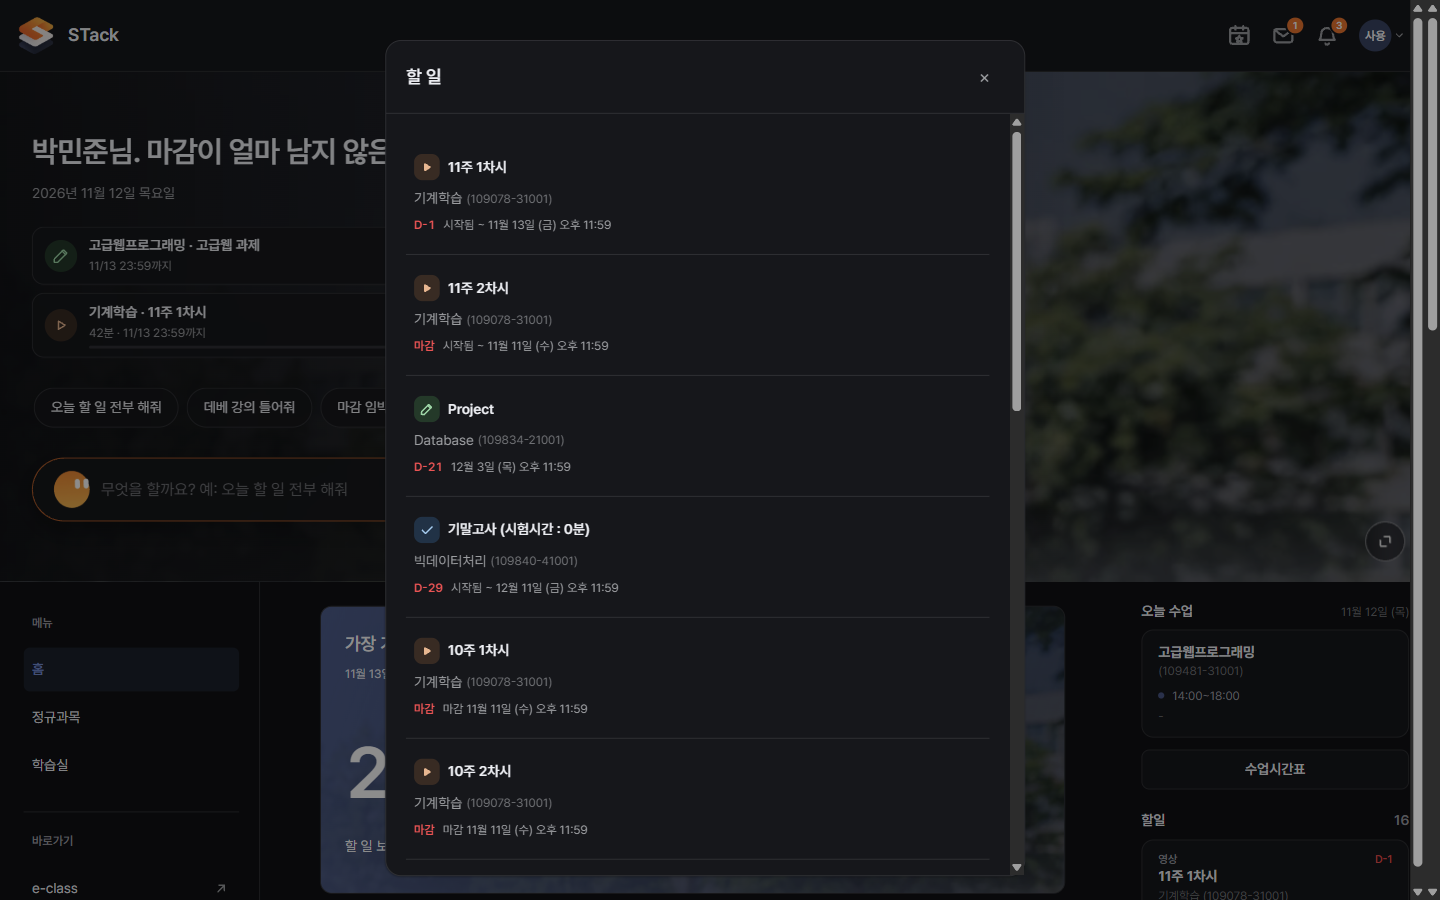 STack
1
3
사용
박민준님. 마감이 얼마 남지 않은
2026년 11월 12일 목요일
고급웹프로그래밍 · 고급웹 과제
11/13 23:59까지
기계학습 · 11주 1차시
42분 · 11/13 23:59까지
오늘 할 일 전부 해줘
데베 강의 틀어줘
마감 임박
무엇을 할까요? 예: 오늘 할 일 전부 해줘
메뉴
홈
정규과목
학습실
바로가기
e-class
가장
11월 13일
2
할 일 보
할 일
×
11주 1차시
기계학습 (109078-31001)
D-1 시작됨 ~ 11월 13일 (금) 오후 11:59
11주 2차시
기계학습 (109078-31001)
마감 시작됨 ~ 11월 11일 (수) 오후 11:59
Project
Database (109834-21001)
D-21 12월 3일 (목) 오후 11:59
기말고사 (시험시간 : 0분)
빅데이터처리 (109840-41001)
D-29 시작됨 ~ 12월 11일 (금) 오후 11:59
10주 1차시
기계학습 (109078-31001)
마감 마감 11월 11일 (수) 오후 11:59
10주 2차시
기계학습 (109078-31001)
마감 마감 11월 11일 (수) 오후 11:59
오늘 수업
11월 12일 (목)
고급웹프로그래밍
(109481-31001)
14:00~18:00
-
수업시간표
할일
16
영상
D-1
11주 1차시
기계학습 (109078-31001)